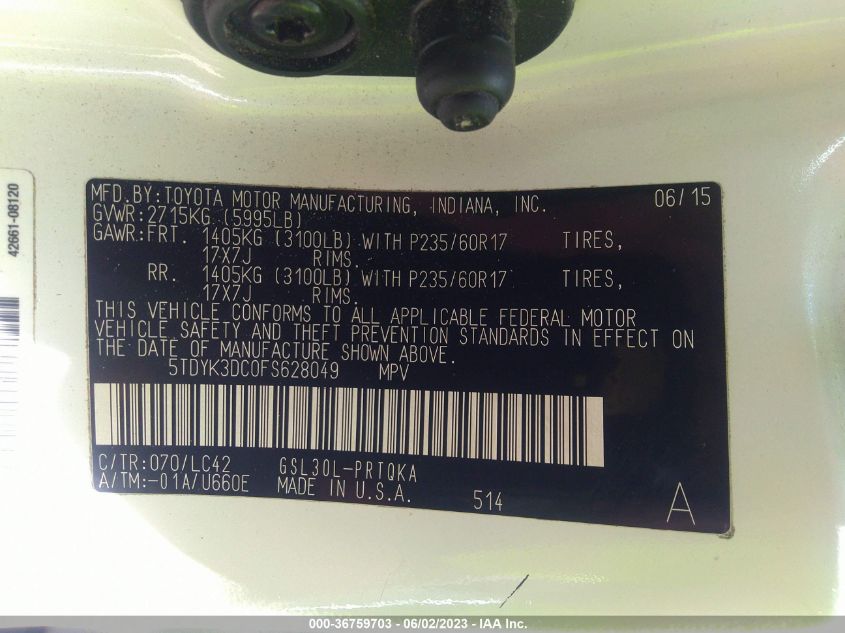 42661-08120
MFD.BY:TOYOTA MOTOR MANUFACTURING, INDIANA, INC. 06/15
GVWR:2715KG (5995LB)
GAWR:FRT. 1405KG (3100LB) WITH P235/60R17 TIRES,
17X7J RIMS.
RR. 1405KG (3100LB) WITH P235/60R17 TIRES,
17X7J RIMS.
THIS VEHICLE CONFORMS TO ALL APPLICABLE FEDERAL MOTOR
VEHICLE SAFETY AND THEFT PREVENTION STANDARDS IN EFFECT ON
THE DATE OF MANUFACTURE SHOWN ABOVE.
5TDYK3DC0FS628049 MPV
C/TR:070/LC42 GSL30L-PRTQKA
A/TM:-01A/U660E MADE IN U.S.A. 514 A
000-36759703 - 06/02/2023 - IAA Inc.